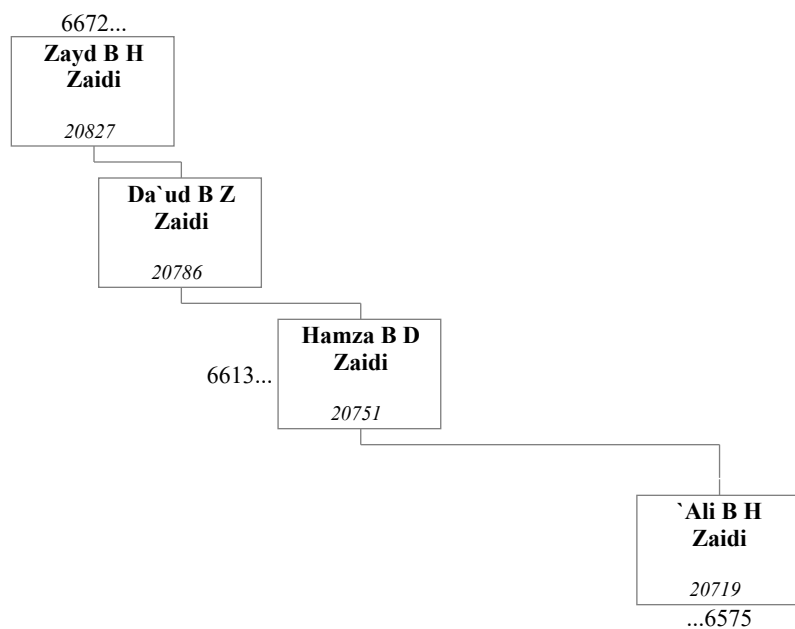 6672...
Zayd B H
Zaidi
20827
Da`ud B Z
Zaidi
20786
Hamza B D
Zaidi
6613...
20751
`Ali B H
Zaidi
20719
...6575